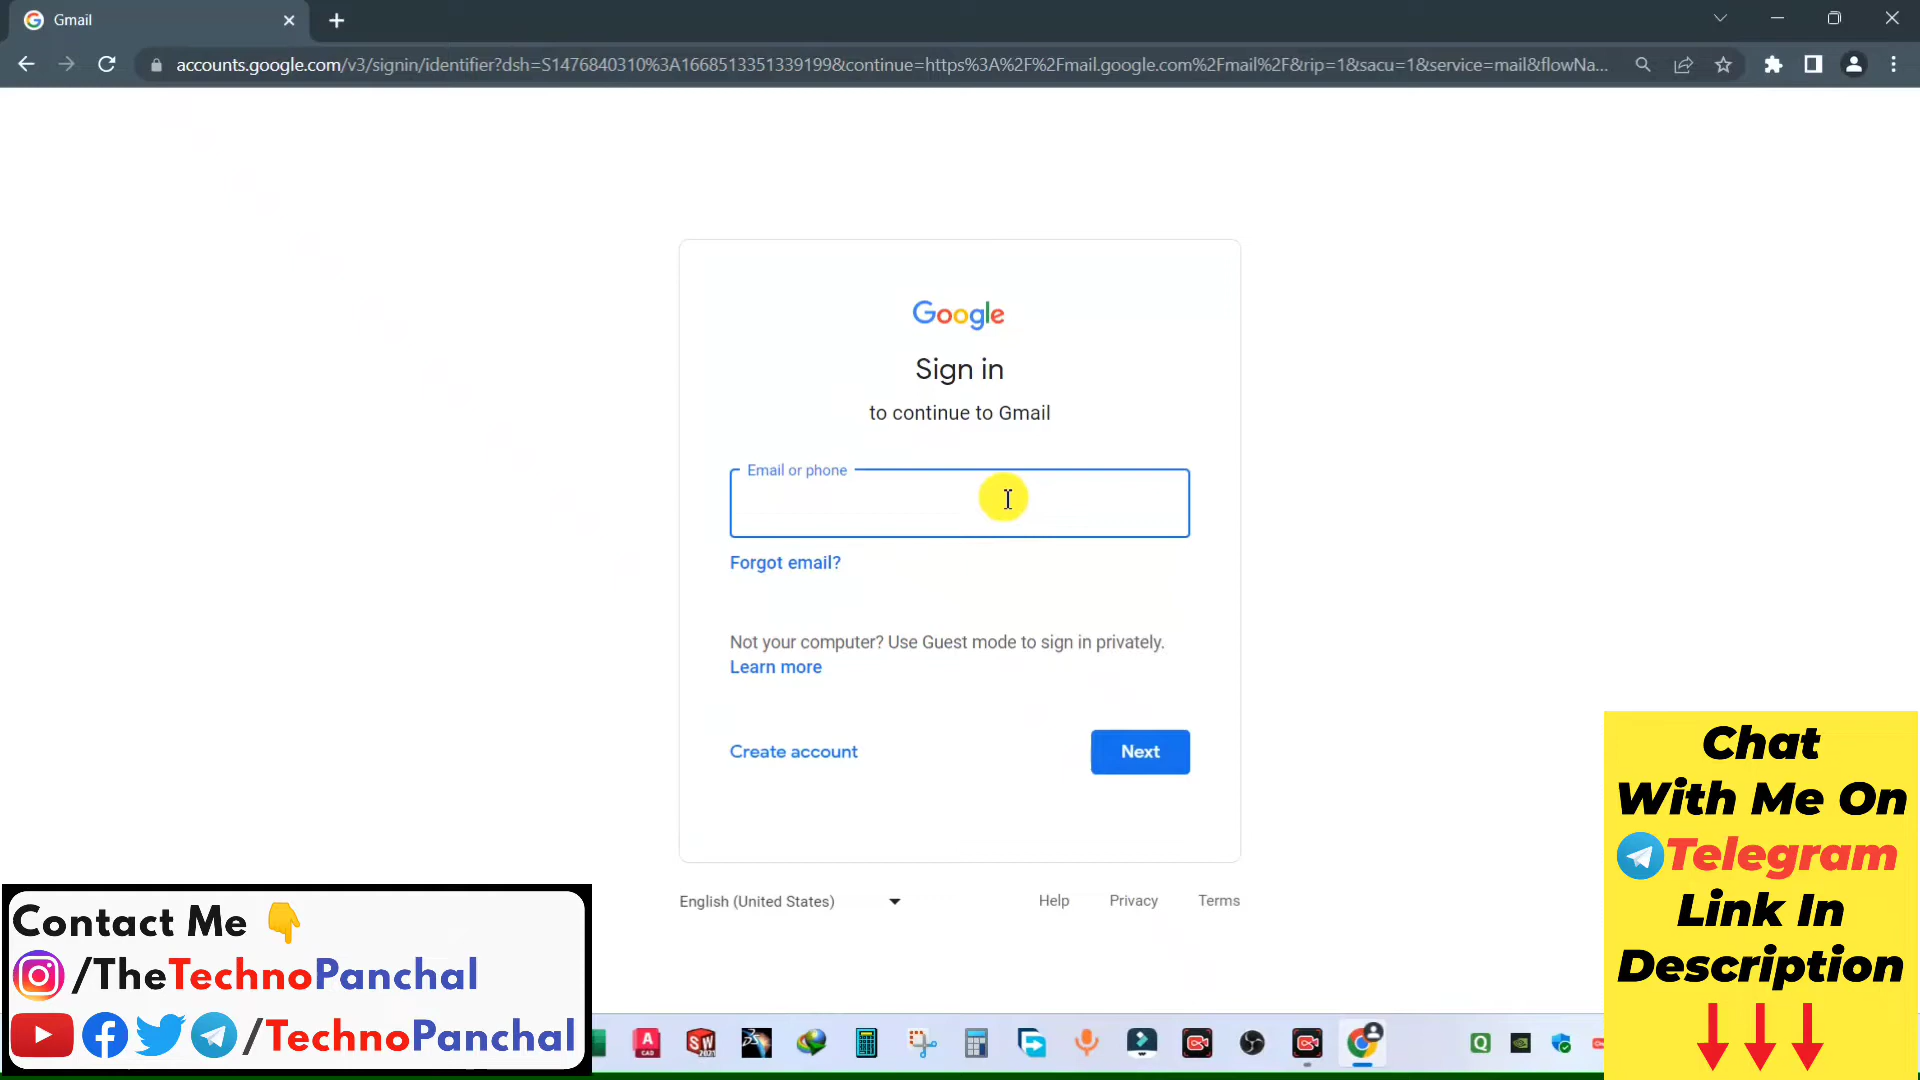 Gmail
accounts.google.com/v3/signin/identifier?dsh=S1476840310%3A1668513351339199&continue=https%3A%2F%2Fmail.google.com%2Fmail%2F&rip=1&sacu=1&service=mail&flowNa...
Google
Sign in
to continue to Gmail
Email or phone
Forgot email?
Not your computer? Use Guest mode to sign in privately.
Learn more
Create account
Next
English (United States)
Help
Privacy
Terms
Contact Me
/TheTechnoPanchal
/TechnoPanchal
Chat
With Me On
Telegram
Link In
Description
A
CAD
SW
2021
Q